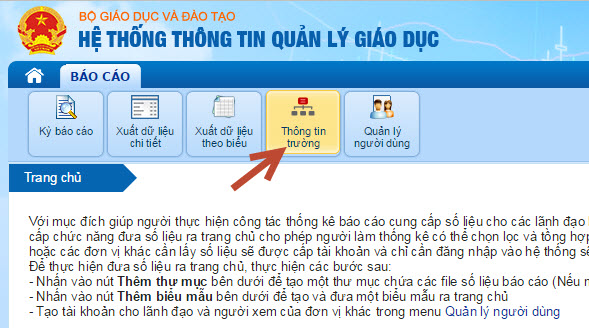 BỘ GIÁO DỤC VÀ ĐÀO TẠO
HỆ THỐNG THÔNG TIN QUẢN LÝ GIÁO DỤC
BÁO CÁO
Kỳ báo cáo
Xuất dữ liệu
chi tiết
Xuất dữ liệu
theo biểu
Thông tin
trường
Quản lý
người dùng
Trang chủ
Với mục đích giúp người thực hiện công tác thống kê báo cáo cung cấp số liệu cho các lãnh đạo
cấp chức năng đưa số liệu ra trang chủ cho phép người làm thống kê có thể chọn lọc và tổng hợp
hoặc các đơn vị khác cần lấy số liệu sẽ được cấp tài khoản và chỉ cần đăng nhập vào hệ thống
Để thực hiện đưa số liệu ra trang chủ, thực hiện các bước sau:
- Nhấn vào nút Thêm thư mục bên dưới để tạo một thư mục chứa các file số liệu báo cáo (Nếu
- Nhấn vào nút Thêm biểu mẫu bên dưới để tạo và đưa một biểu mẫu ra trang chủ
- Tạo tài khoản cho lãnh đạo và người xem của đơn vị khác trong menu Quản lý người dùng